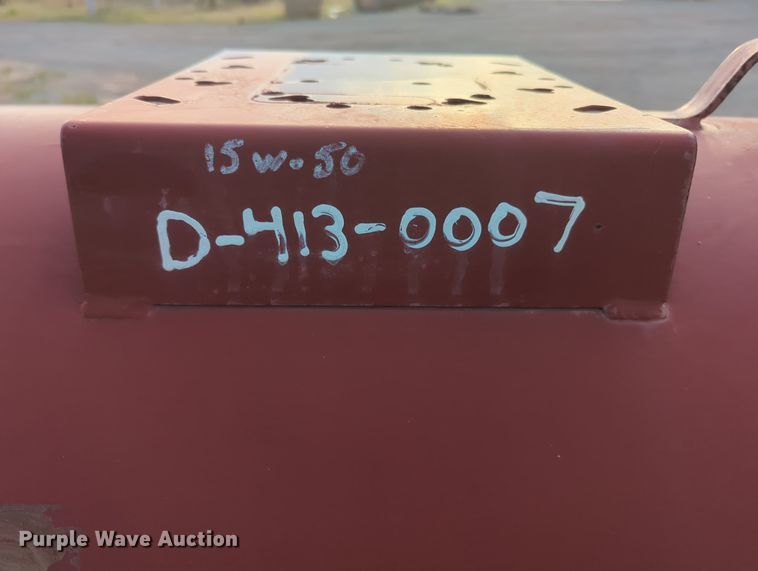 15w.50
D-413-0007
Purple Wave Auction